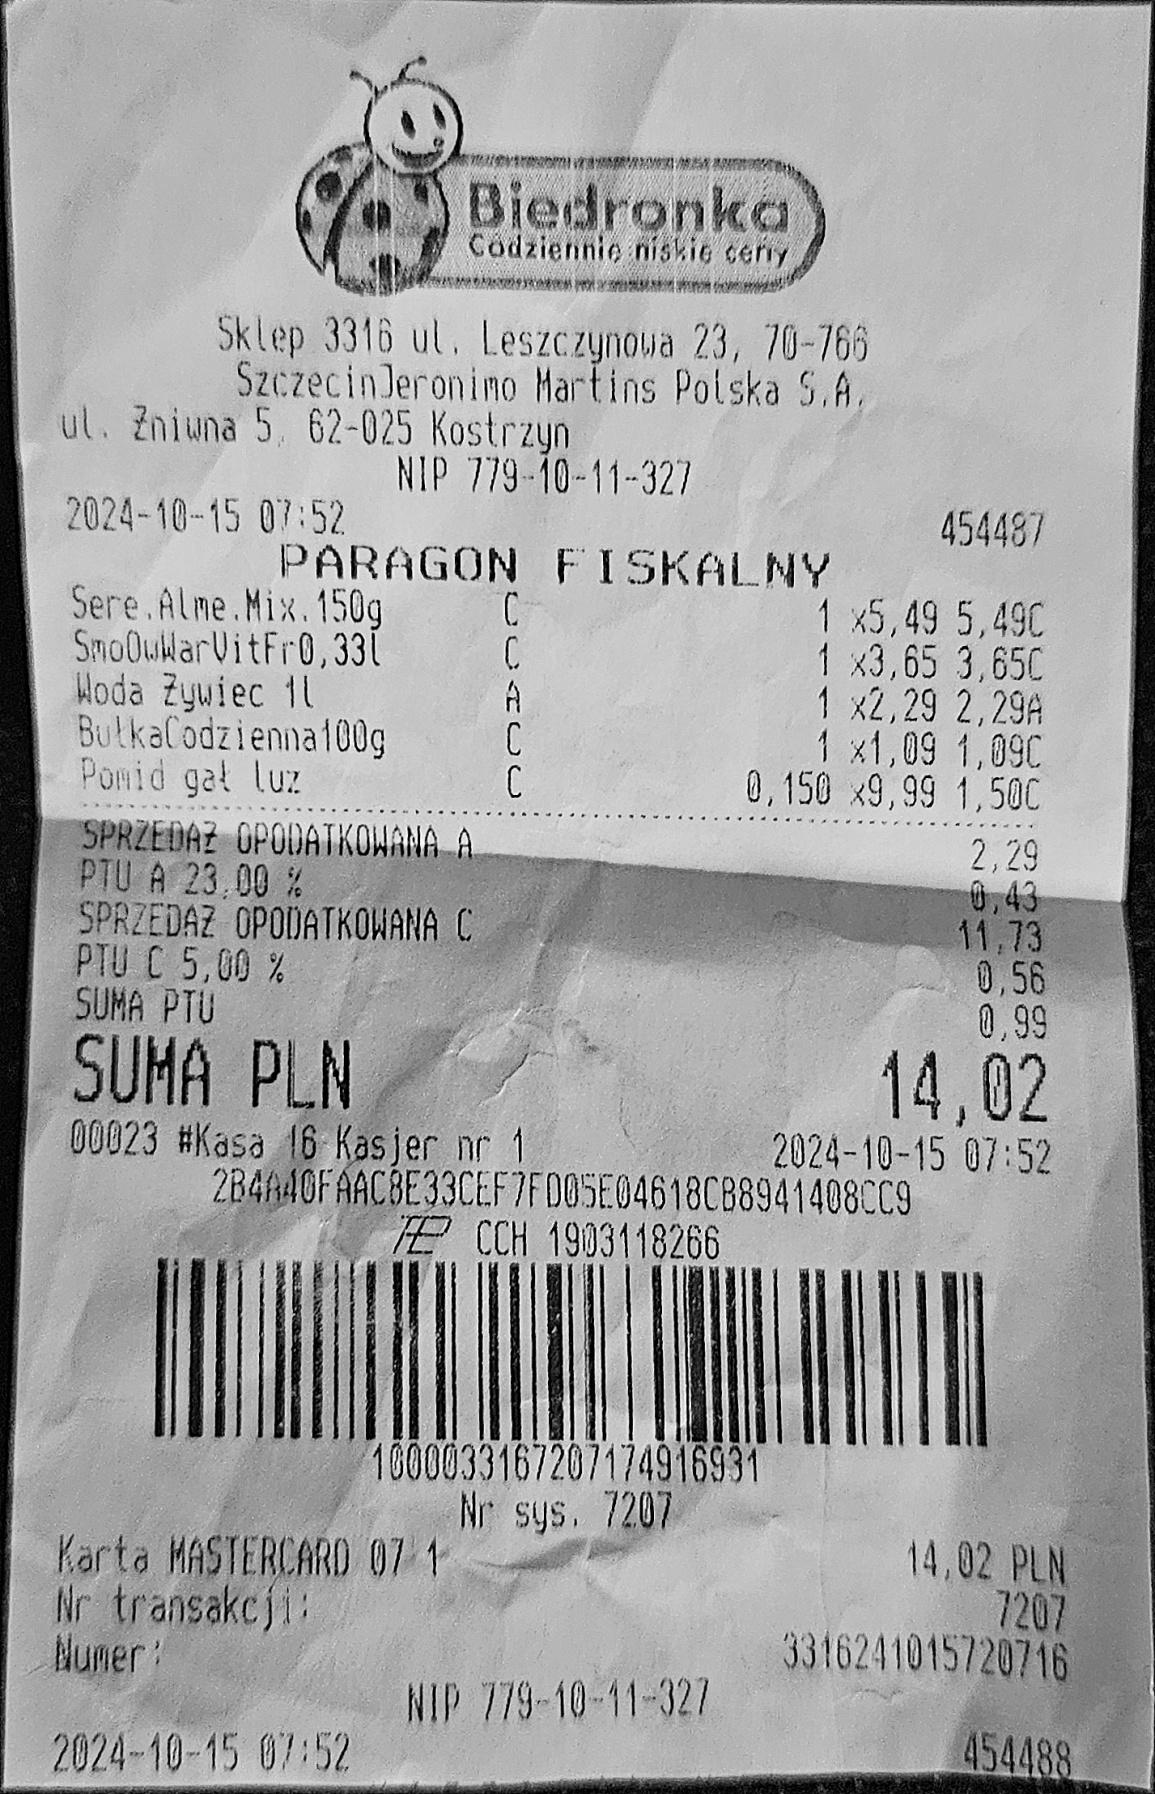 Biedronka
Codziennie niskie ceny
Sklep 3316 ul. Leszczynowa 23, 70-766
SzczecinJeronimo Martins Polska S.A.
ul. Żniwna 5, 62-025 Kostrzyn
NIP 779-10-11-327
2024-10-15 07:52 454487
PARAGON FISKALNY
Sere.Alme.Mix.150g C 1 x5,49 5,49C
SmoOwWarVitFr0,33l C 1 x3,65 3,65C
Woda Żywiec 1l A 1 x2,29 2,29A
BułkaCodzienna100g C 1 x1,09 1,09C
Pomid gał luz C 0,150 x9,99 1,50C
SPRZEDAŻ OPODATKOWANA A 2,29
PTU A 23,00 % 0,43
SPRZEDAŻ OPODATKOWANA C 11,73
PTU C 5,00 % 0,56
SUMA PTU 0,99
SUMA PLN 14,02
00023 #Kasa 16 Kasjer nr 1 2024-10-15 07:52
2B4A40FAAC8E33CEF7FD05E04618CB8941408CC9
CCH 1903118266
1000033167207174916931
Nr sys. 7207
Karta MASTERCARD 07 1 14,02 PLN
Nr transakcji: 7207
Numer: 3316241015720716
NIP 779-10-11-327
2024-10-15 07:52 454488